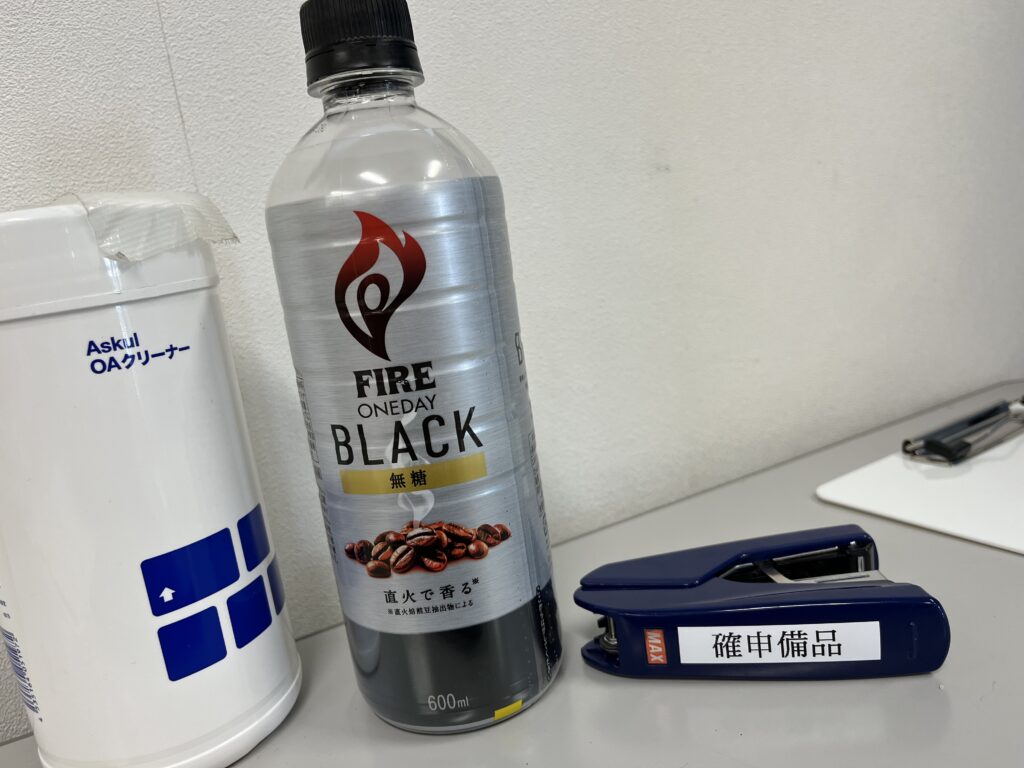 Askul
OAクリーナー
FIRE
ONEDAY
BLACK
無糖
直火で香る※
※直火焙煎豆抽出物による
600ml
MAX
確申備品